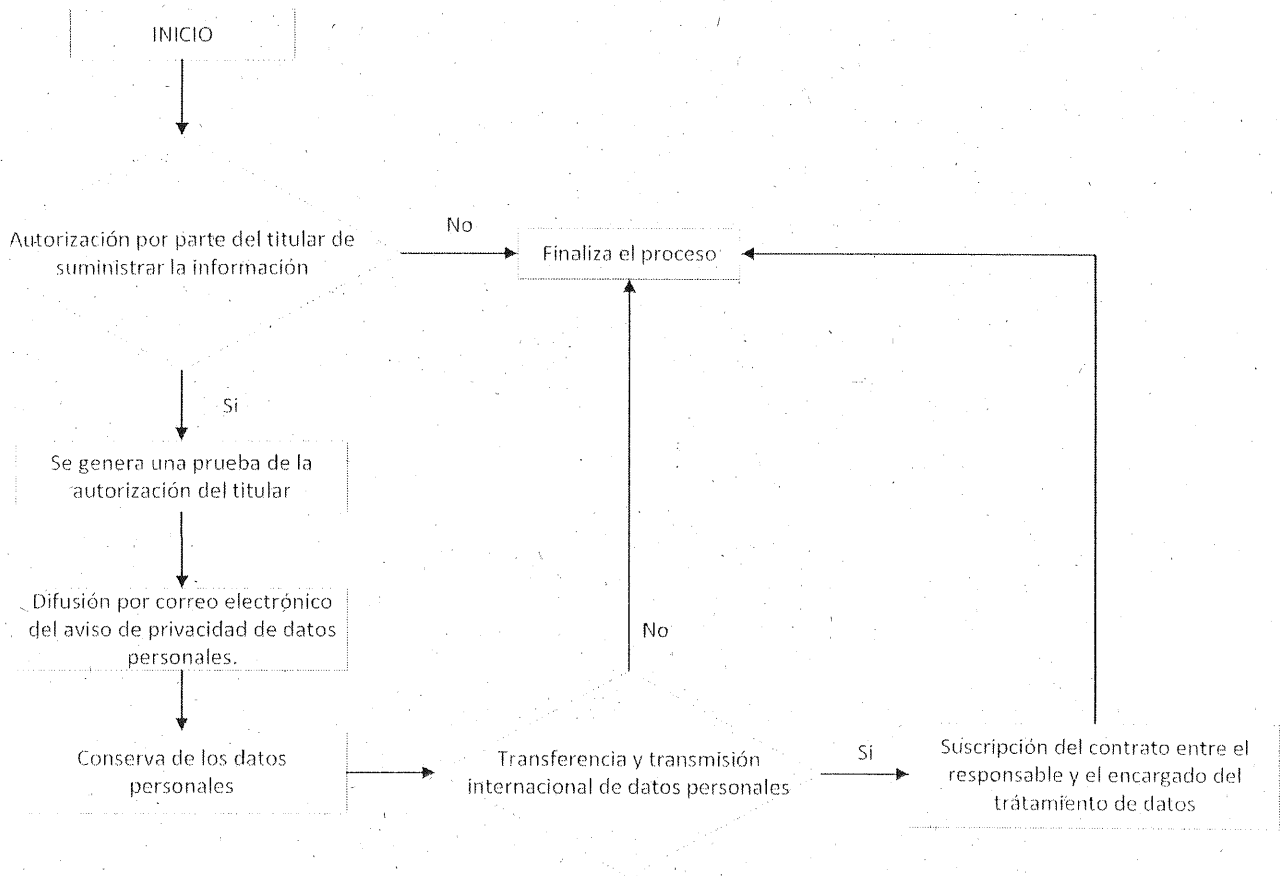 INICIO
Autorización por parte del titular de
suministrar la información
No
Finaliza el proceso
Si
Se genera una prueba de la
autorización del titular
Difusión por correo electrónico
del aviso de privacidad de datos
personales.
No
Conserva de los datos
personales
Transferencia y transmisión
internacional de datos personales
Si
Suscripción del contrato entre el
responsable y el encargado del
tratamiento de datos